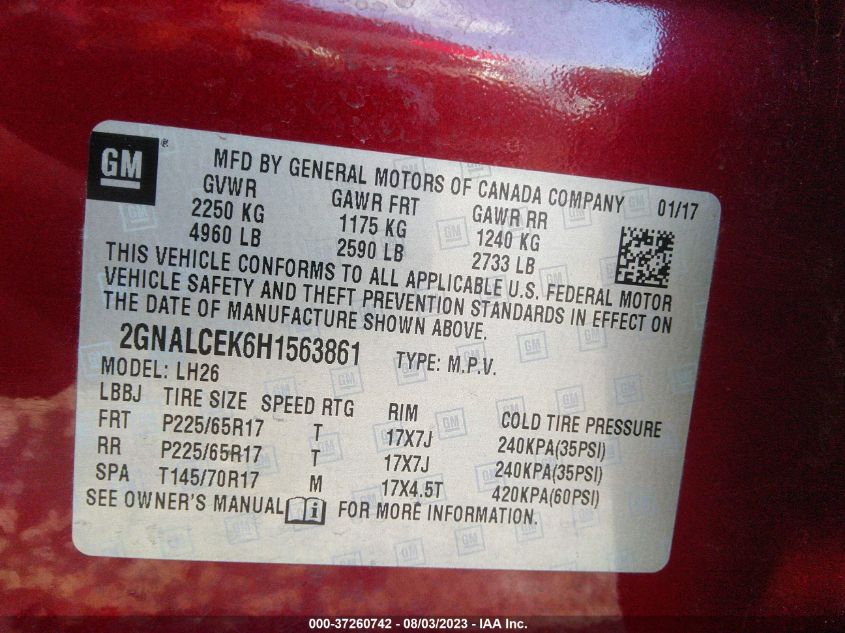 GM ®
MFD BY GENERAL MOTORS OF CANADA COMPANY 01/17
GVWR GAWR FRT GAWR RR
2250 KG 1175 KG 1240 KG
4960 LB 2590 LB 2733 LB
THIS VEHICLE CONFORMS TO ALL APPLICABLE U.S. FEDERAL MOTOR
VEHICLE SAFETY AND THEFT PREVENTION STANDARDS IN EFFECT ON
THE DATE OF MANUFACTURE SHOWN ABOVE.
2GNALCEK6H1563861 TYPE: M.P.V.
MODEL: LH26
LBBJ TIRE SIZE SPEED RTG RIM COLD TIRE PRESSURE
FRT P225/65R17 T 17X7J 240KPA(35PSI)
RR P225/65R17 T 17X7J 240KPA(35PSI)
SPA T145/70R17 M 17X4.5T 420KPA(60PSI)
SEE OWNER'S MANUAL i FOR MORE INFORMATION.
000-37260742 - 08/03/2023 - IAA Inc.